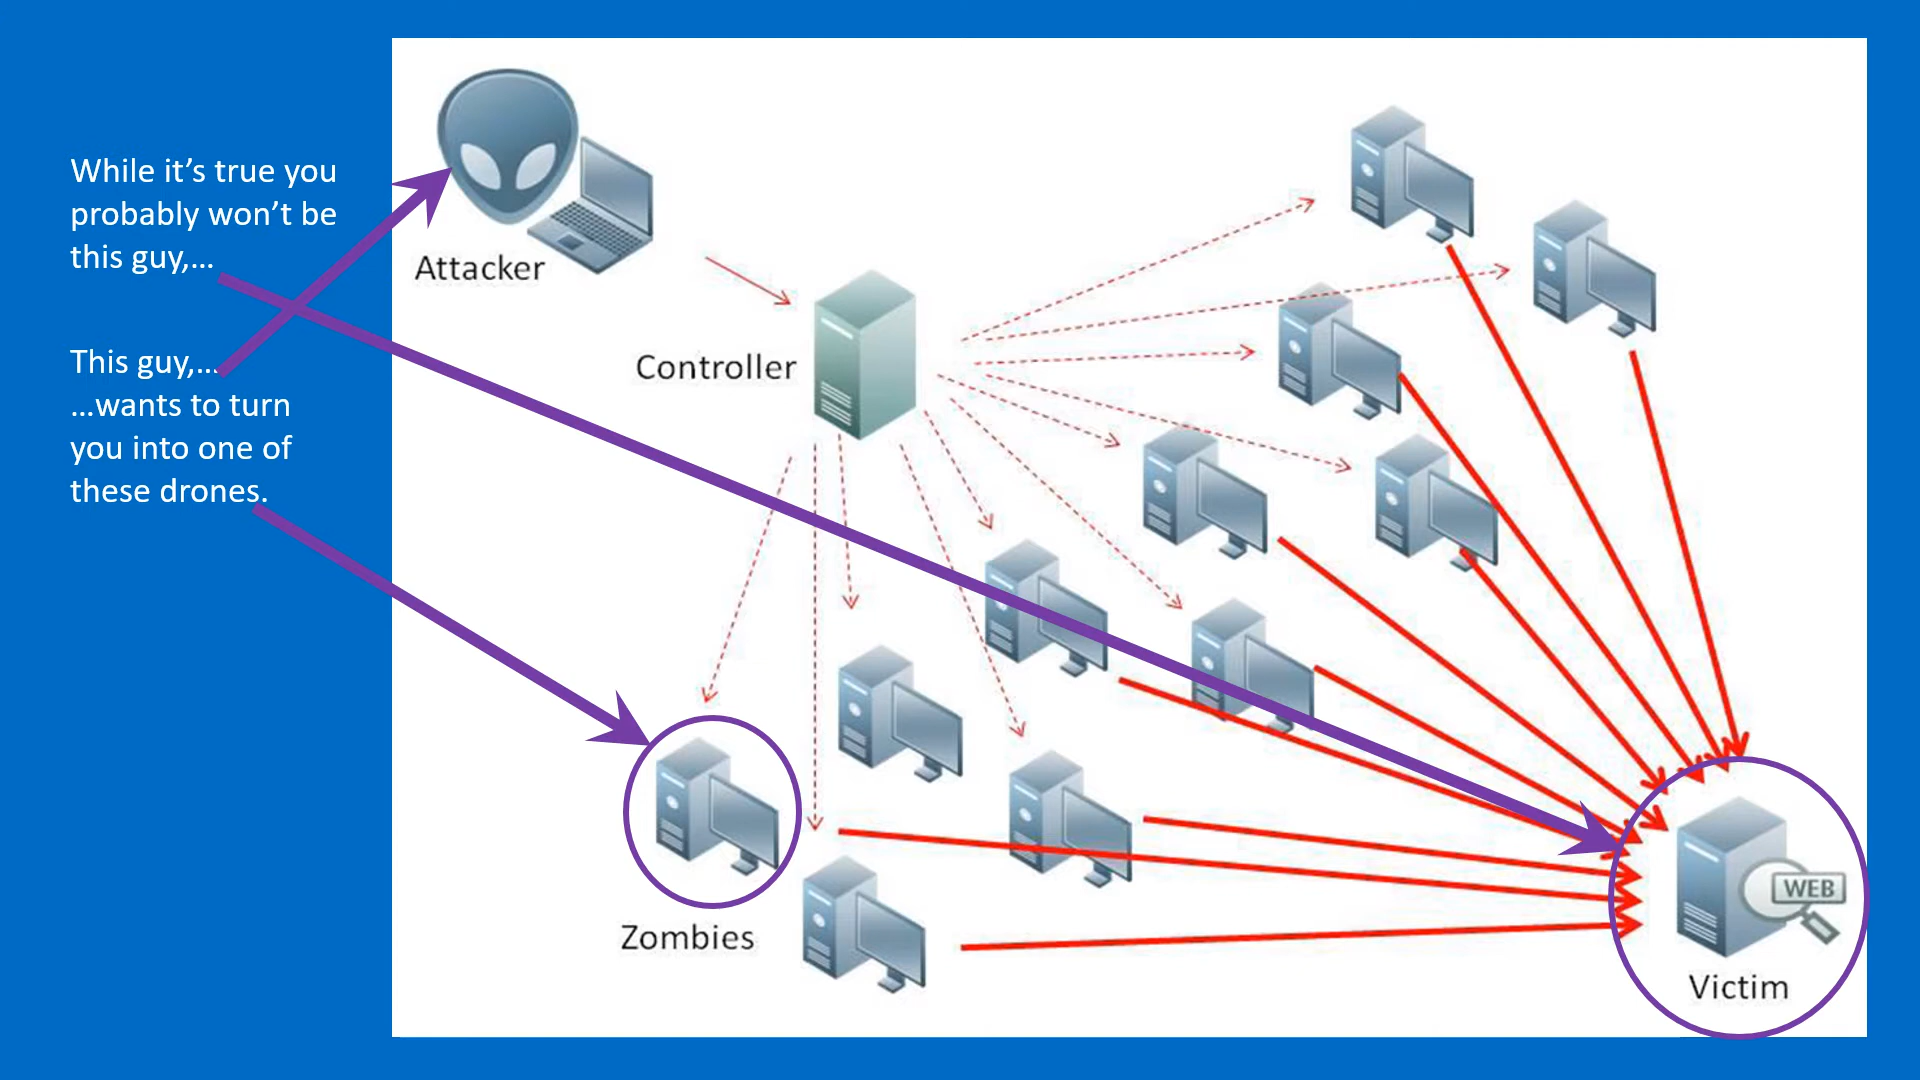 While it’s true you
probably won’t be
this guy,…
This guy,…
…wants to turn
you into one of
these drones.
Attacker
Controller
Zombies
WEB
Victim